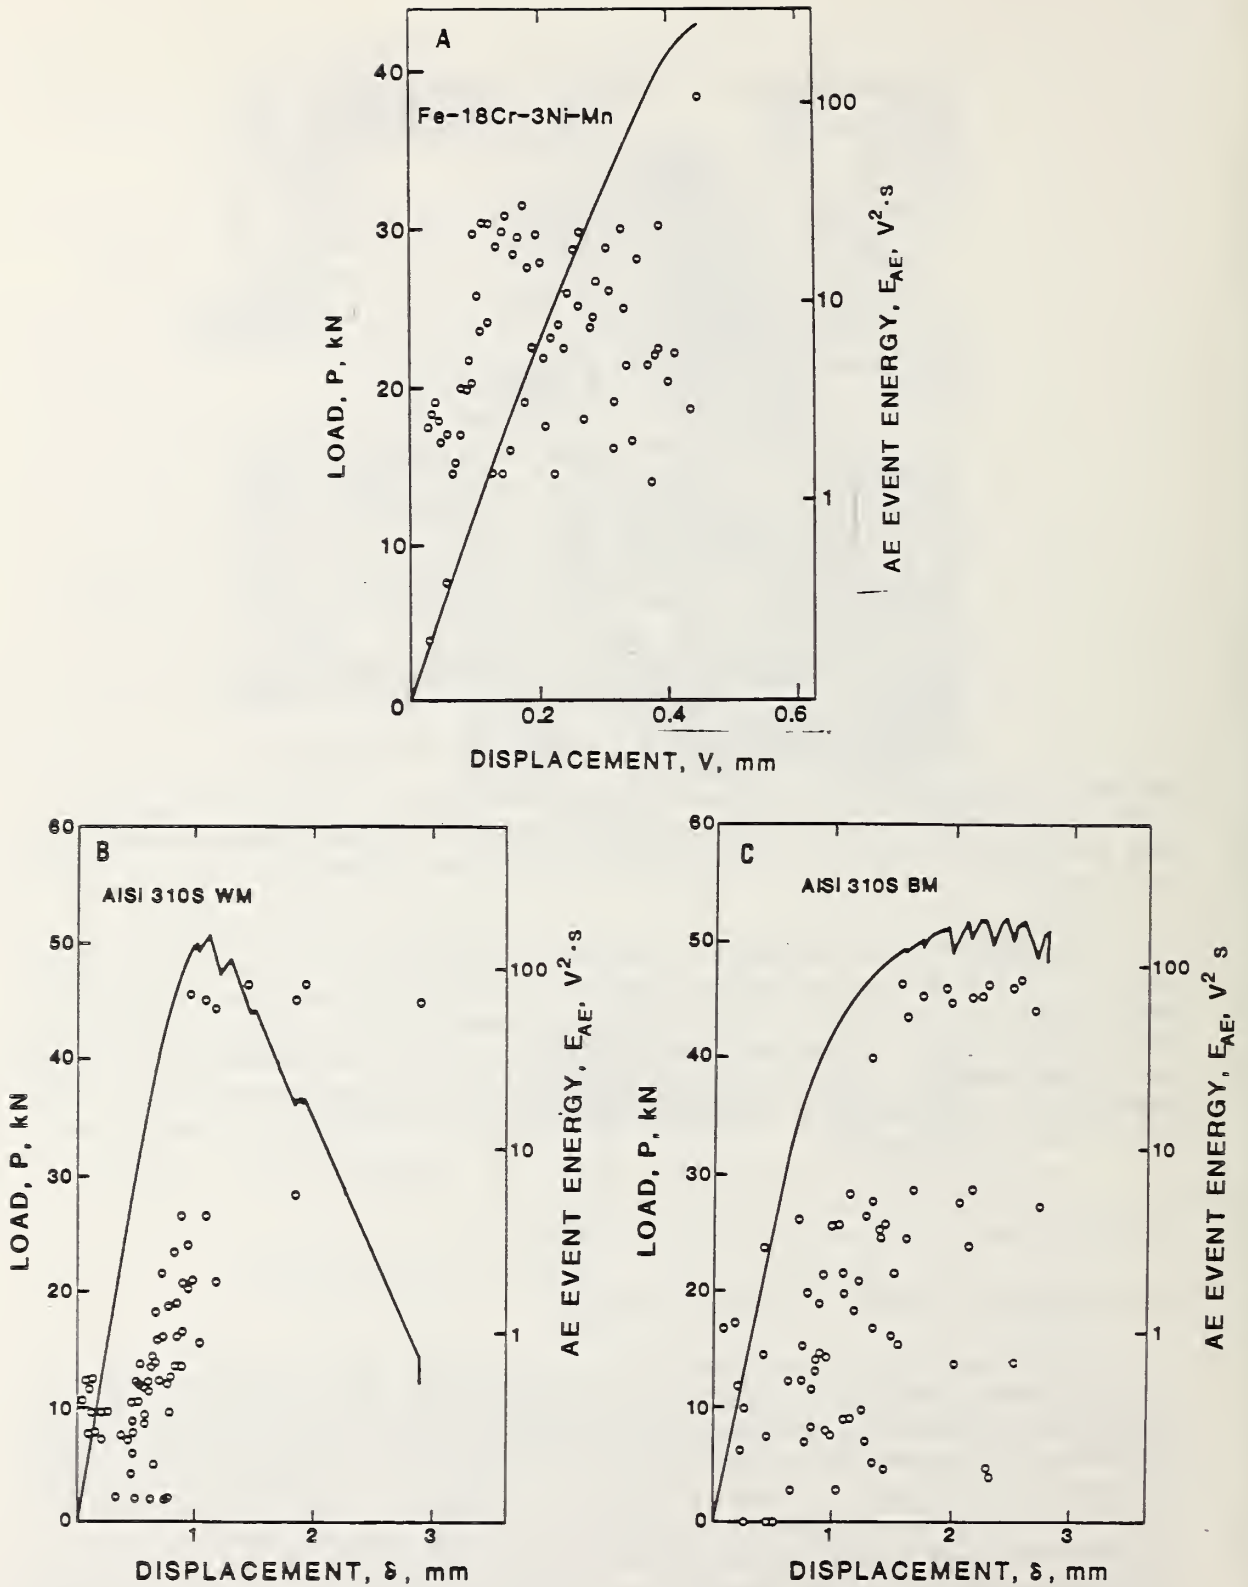 A
40
Fe-18Cr-3Ni-Mn
100
30
10
20
1
10
0
0.2
0.4
0.6
LOAD, P, kN
AE EVENT ENERGY, E_AE, V²·s
DISPLACEMENT, V, mm
60
B
AISI 310S WM
50
100
40
30
10
20
1
10
0
1
2
3
LOAD, P, kN
AE EVENT ENERGY, E_AE, V²·s
DISPLACEMENT, δ, mm
60
C
AISI 310S BM
50
100
40
30
10
20
1
10
0
1
2
3
LOAD, P, kN
AE EVENT ENERGY, E_AE, V² s
DISPLACEMENT, δ, mm